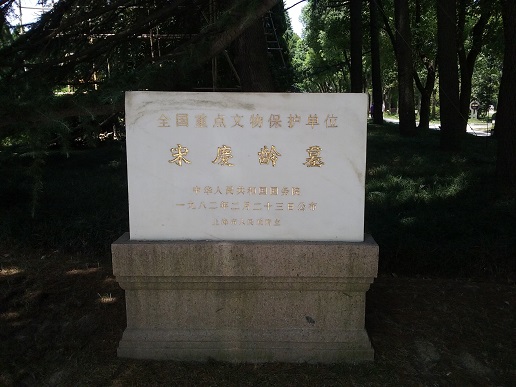 全国重点文物保护单位
宋慶龄墓
中华人民共和国国务院
一九八二年二月二十三日公布
上海市人民政府立